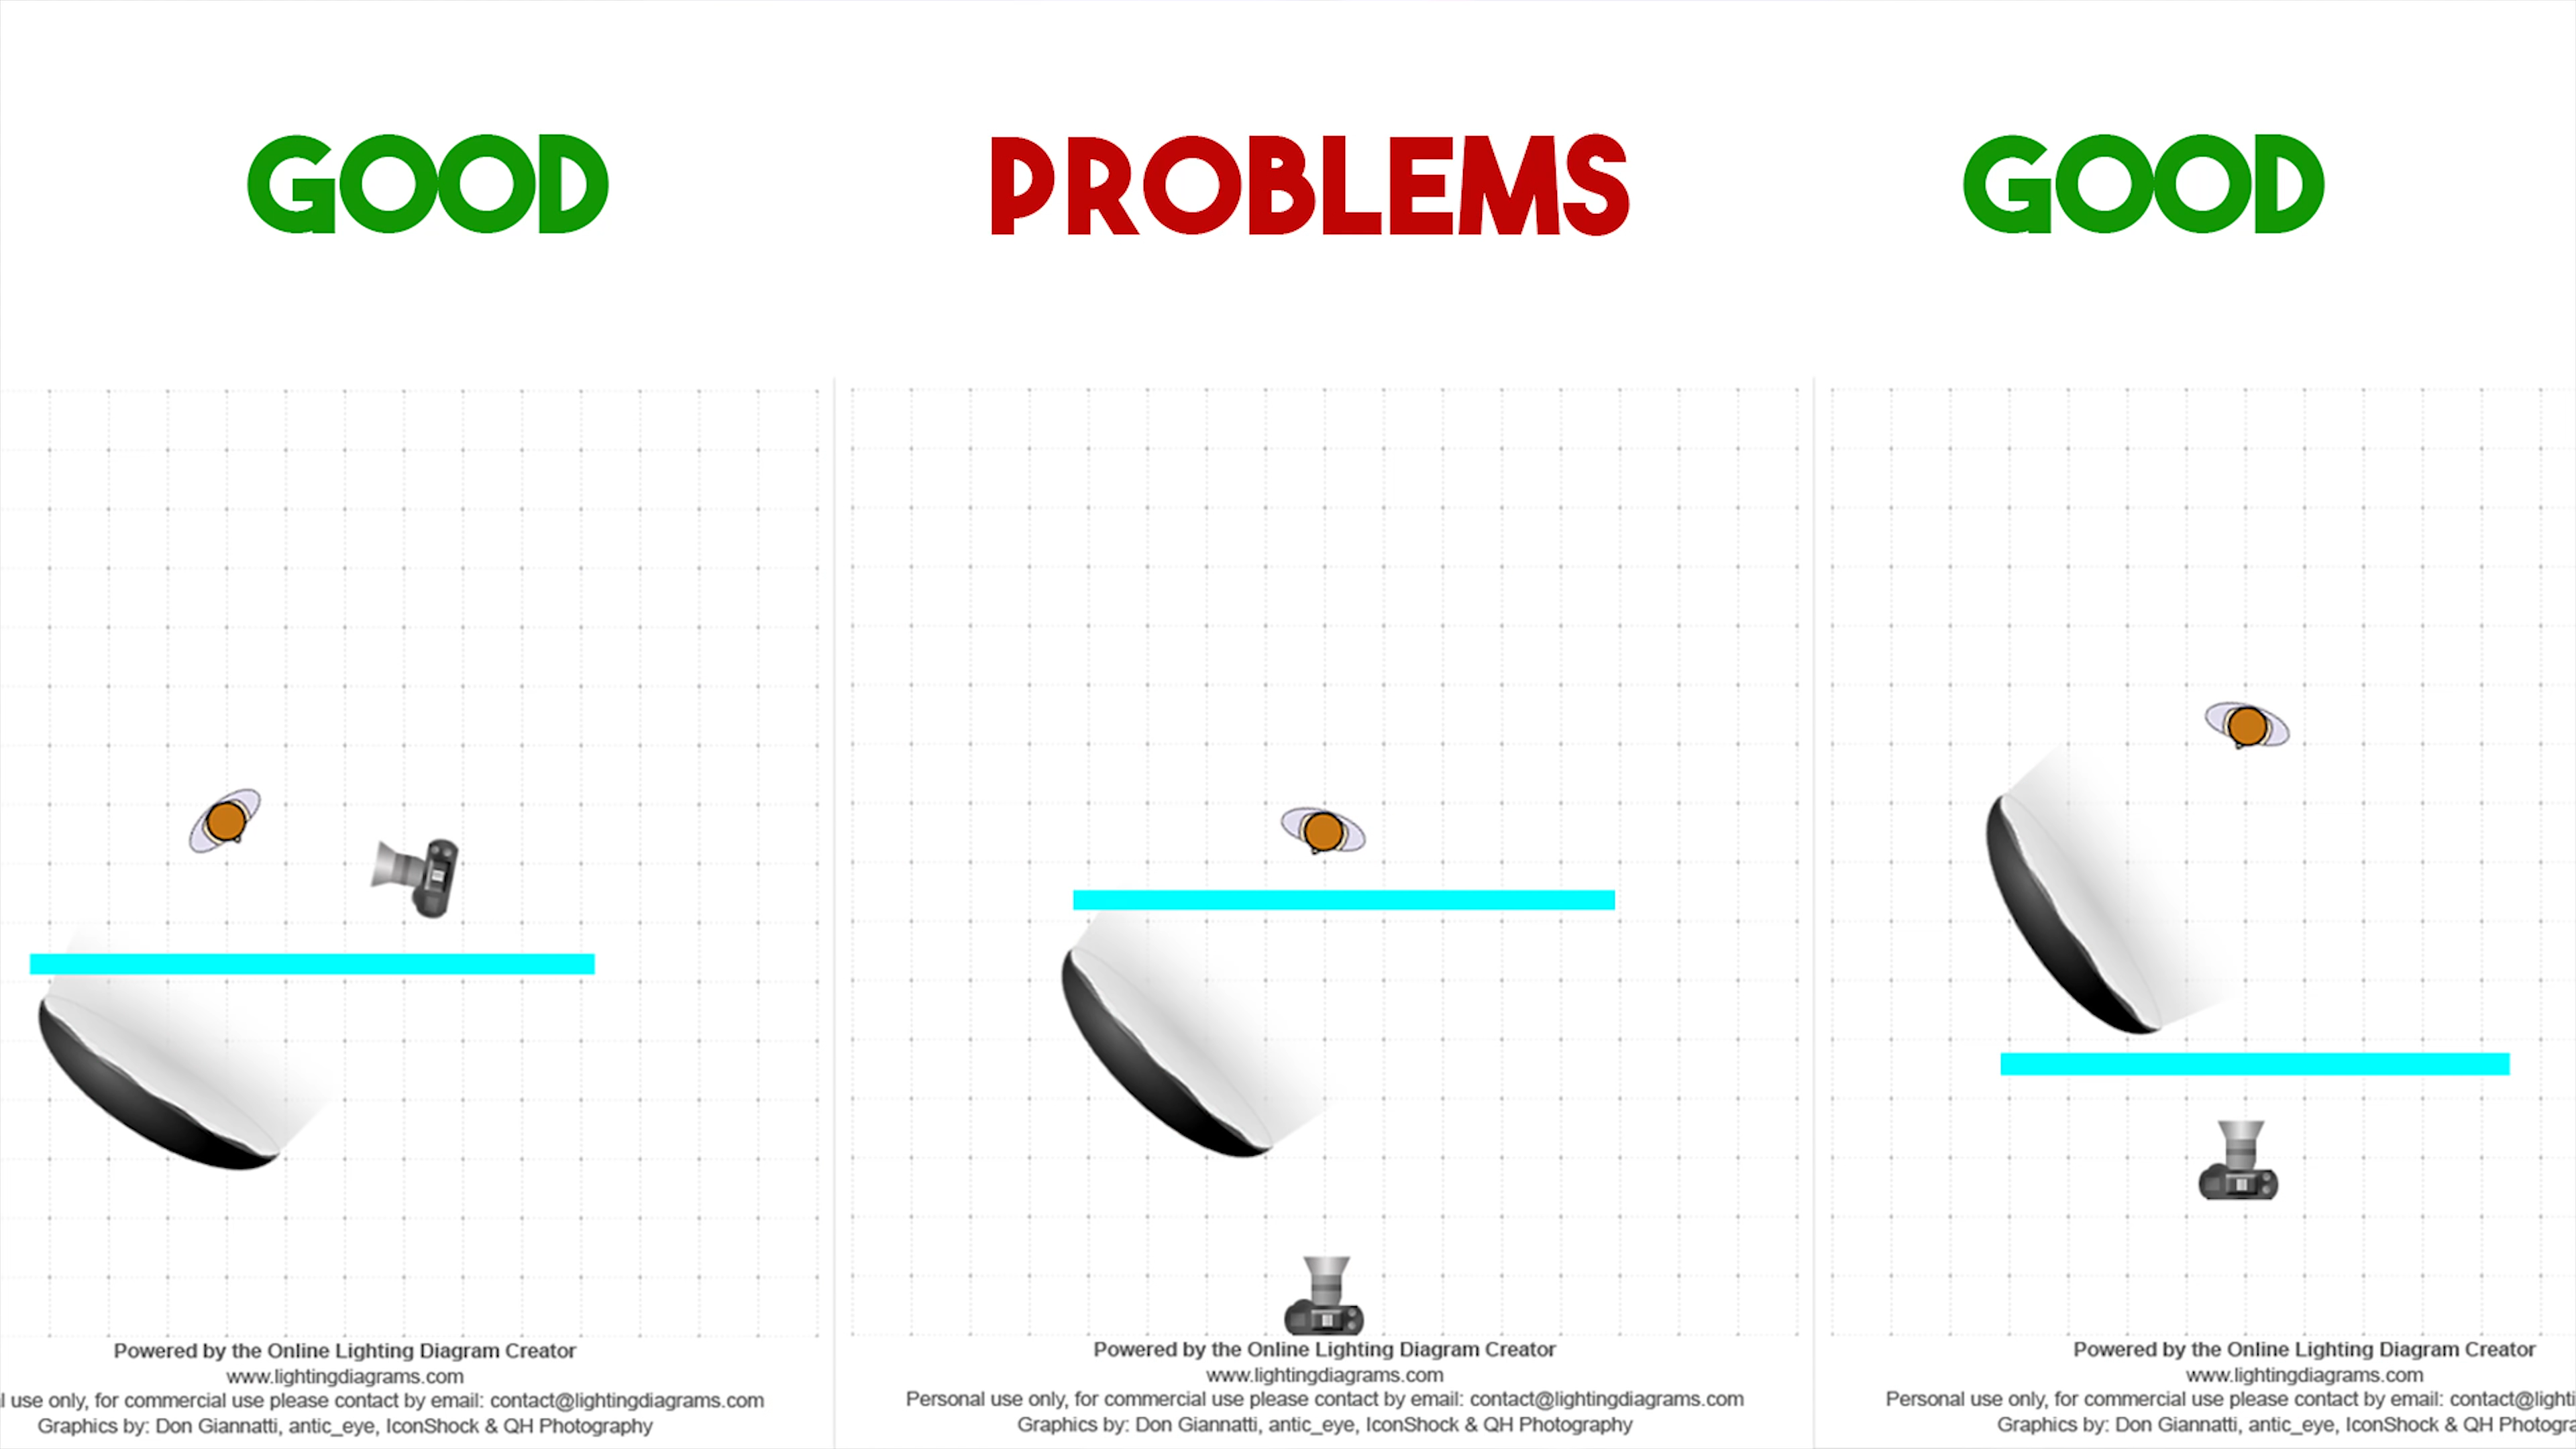 GOOD
PROBLEMS
GOOD
Powered by the Online Lighting Diagram Creator
www.lightingdiagrams.com
l use only, for commercial use please contact by email: contact@lightingdiagrams.com
Graphics by: Don Giannatti, antic_eye, IconShock & QH Photography
Powered by the Online Lighting Diagram Creator
www.lightingdiagrams.com
Personal use only, for commercial use please contact by email: contact@lightingdiagrams.com
Graphics by: Don Giannatti, antic_eye, IconShock & QH Photography
Powered by the Online Lighting Diagram Creator
www.lightingdiagrams.com
Personal use only, for commercial use please contact by email: contact@lighti
Graphics by: Don Giannatti, antic_eye, IconShock & QH Photogra